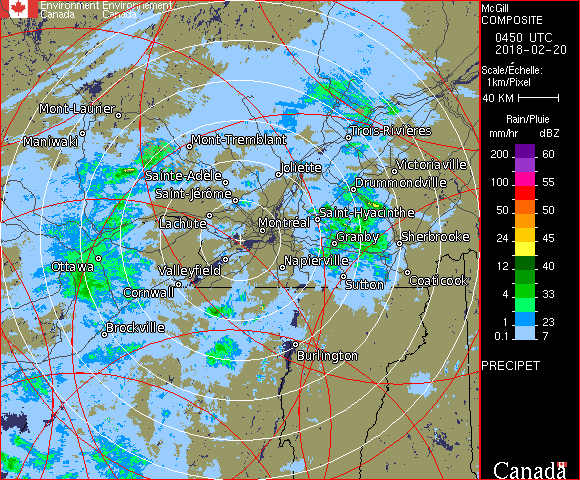 Environment Environnement
Canada Canada
Mont-Laurier
Maniwaki
Mont-Tremblant
Trois-Rivières
Sainte-Adèle
Joliette
Victoriaville
Saint-Jérôme
Drummondville
Lachute
Saint-Hyacinthe
Montréal
Granby
Sherbrooke
Ottawa
Valleyfield
Napierville
Cornwall
Sutton
Coaticook
Brockville
Burlington
McGill
COMPOSITE
0450 UTC
2018-02-20
Scale/Échelle:
1km/Pixel
40 KM
Rain/Pluie
mm/hr dBZ
200 60
100 55
50 50
24 45
12 40
4 33
1 23
0.1 7
PRECIPET
Canada